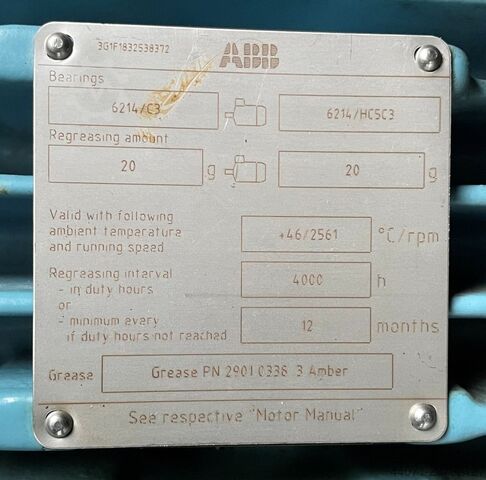 3G1F1832538372 ABB
Bearings
6214/C3 6214/HC5C3
Regreasing amount
20 g 20 g
Valid with following
ambient temperature
and running speed
+46/2561 °C/rpm
Regreasing interval
- in duty hours
4000 h
or
- minimum every
if duty hours not reached
12 months
Grease Grease PN 2901 0338 3 Amber
See respective "Motor Manual"